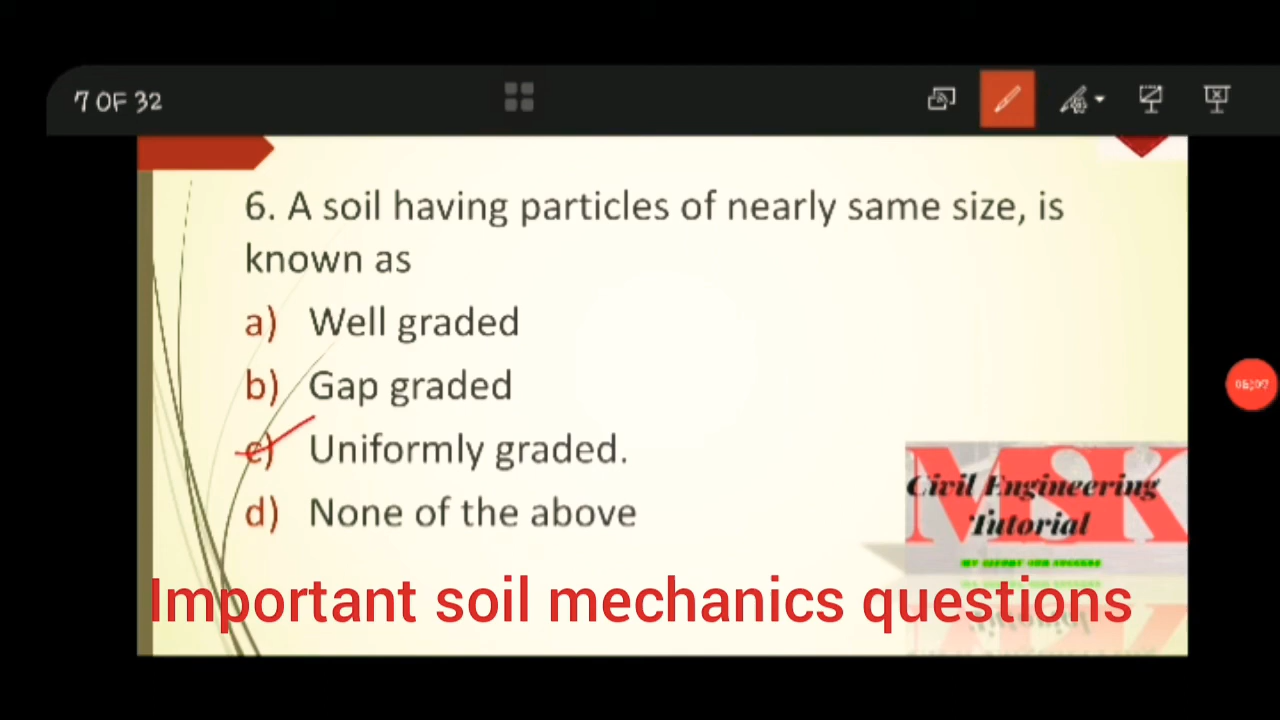 7 OF 32
6. A soil having particles of nearly same size, is
known as
a) Well graded
b) Gap graded
c) Uniformly graded.
d) None of the above
MSK
Civil Engineering
Tutorial
Important soil mechanics questions